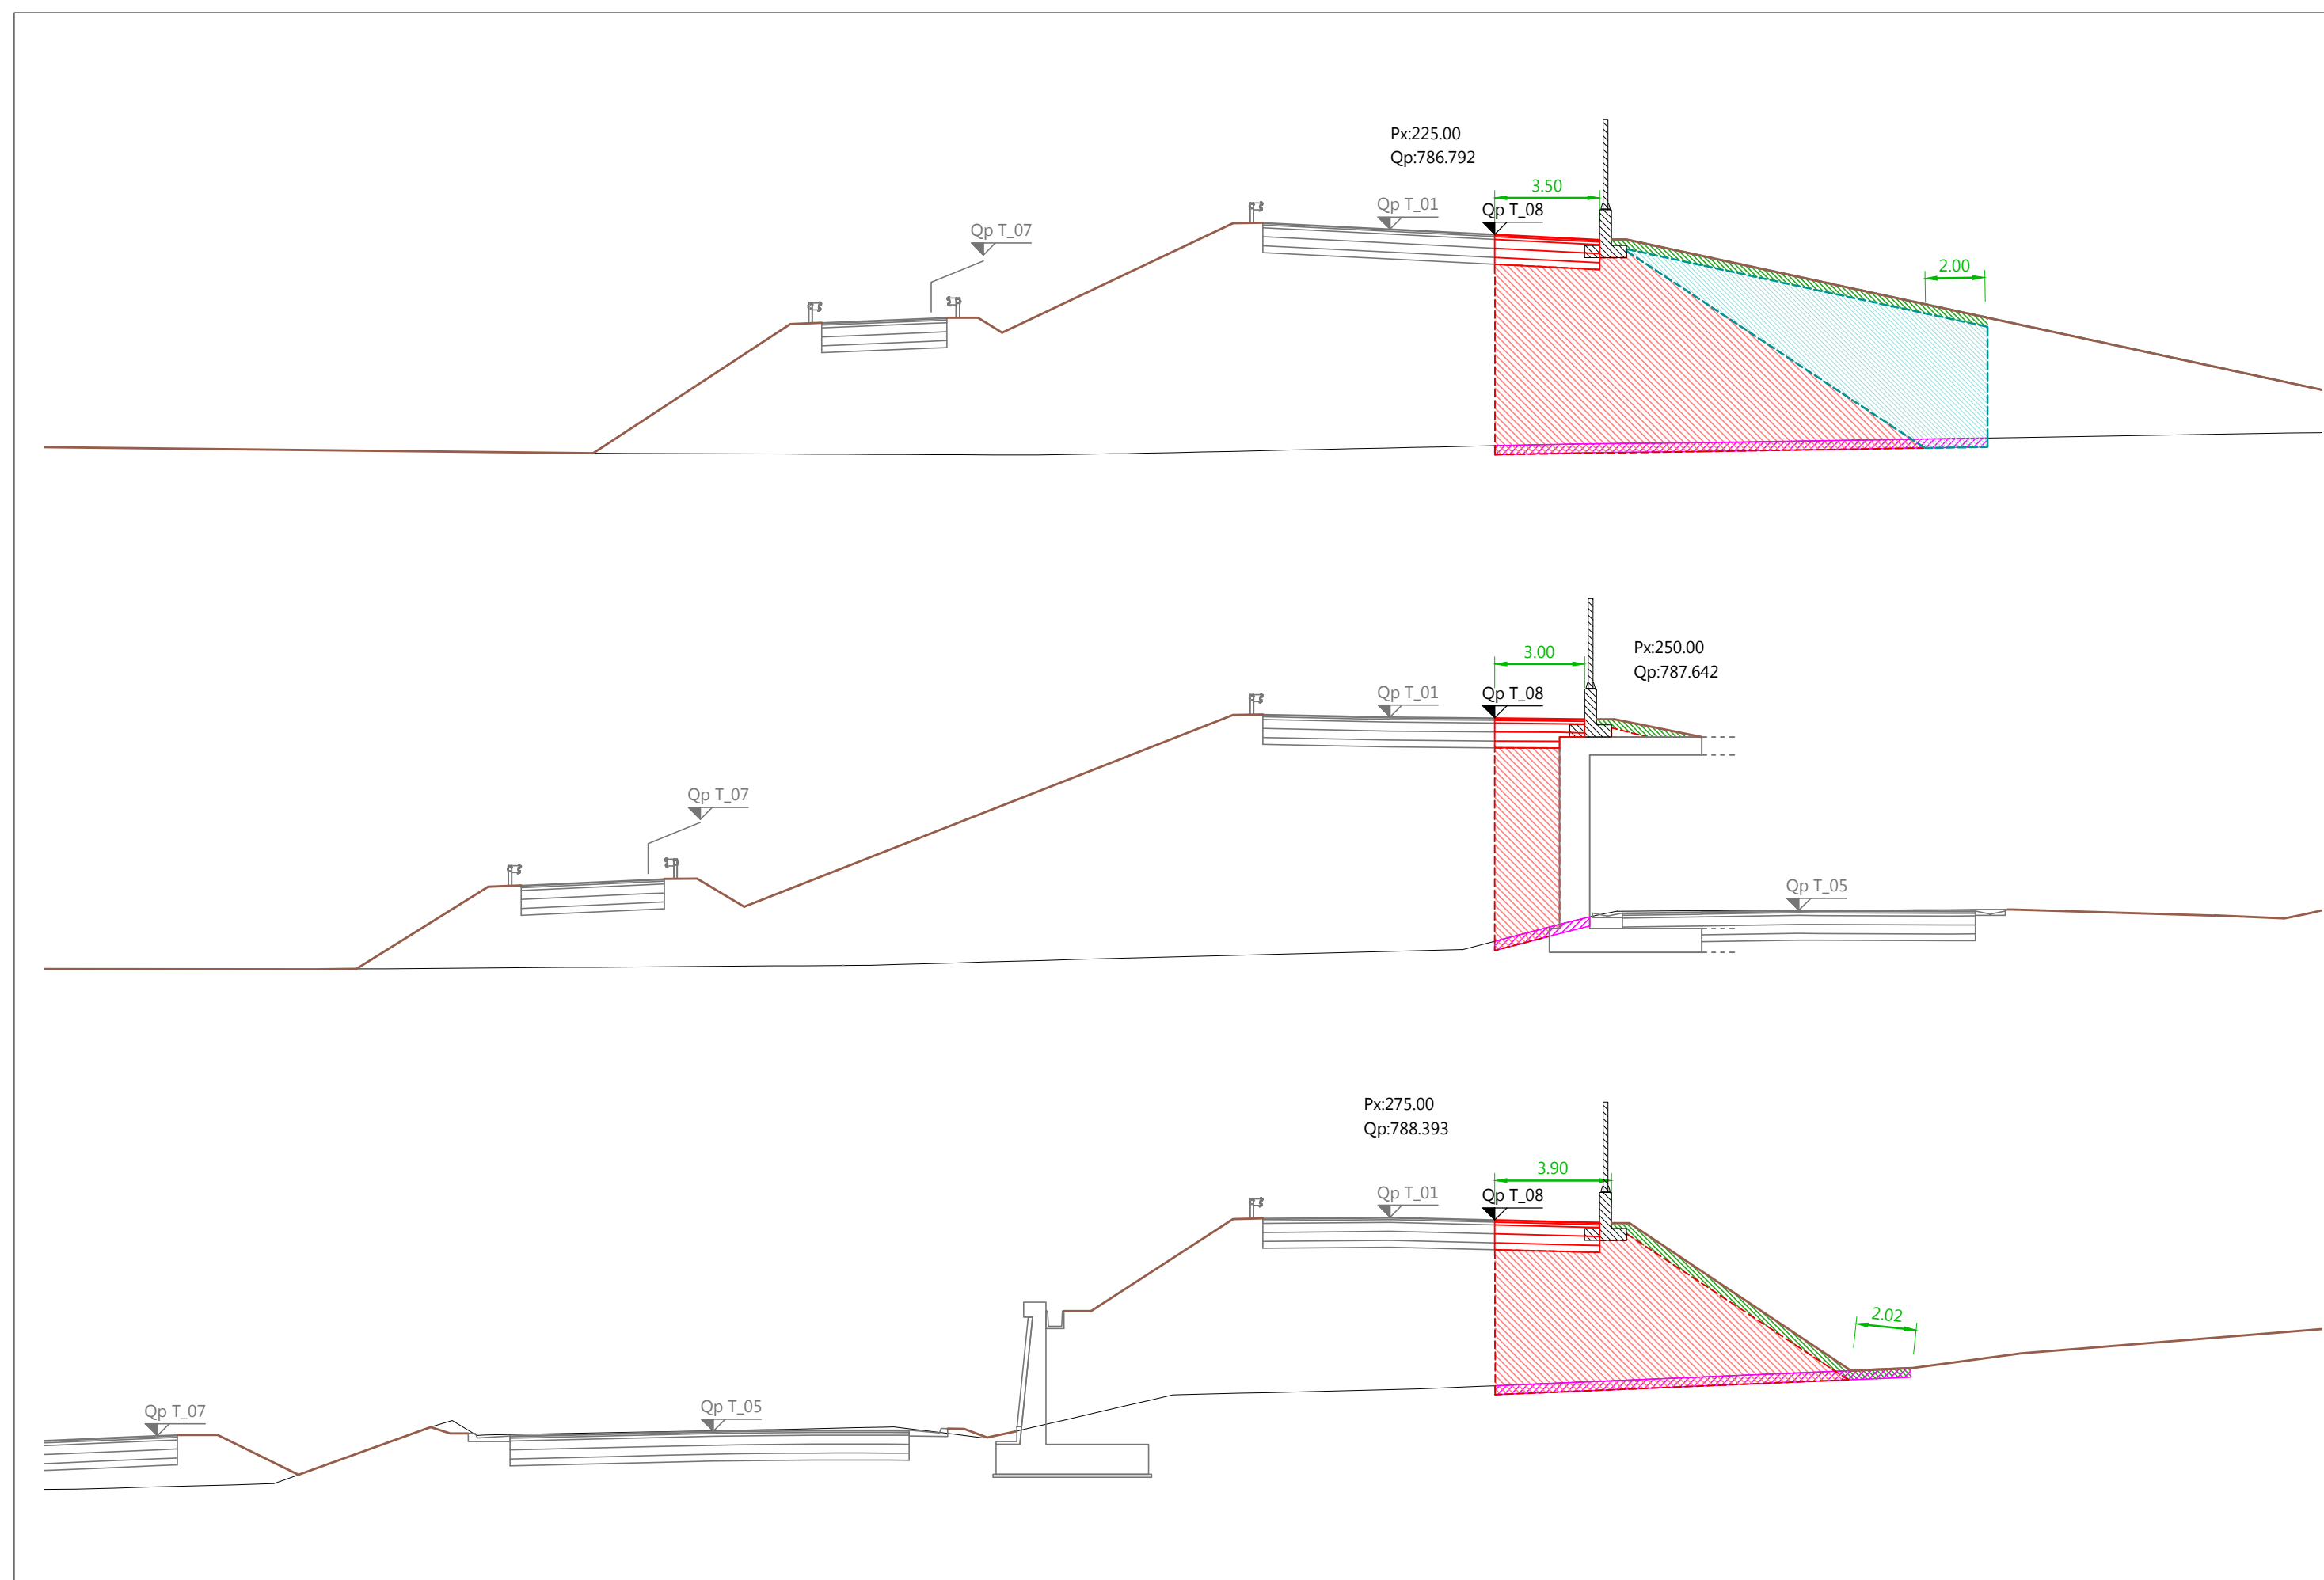 Px:225.00
Qp:786.792
3.50
Qp T_01
Qp T_08
Qp T_07
2.00
Px:250.00
Qp:787.642
3.00
Qp T_01
Qp T_08
Qp T_07
Qp T_05
Px:275.00
Qp:788.393
3.90
Qp T_01
Qp T_08
2.02
Qp T_07
Qp T_05